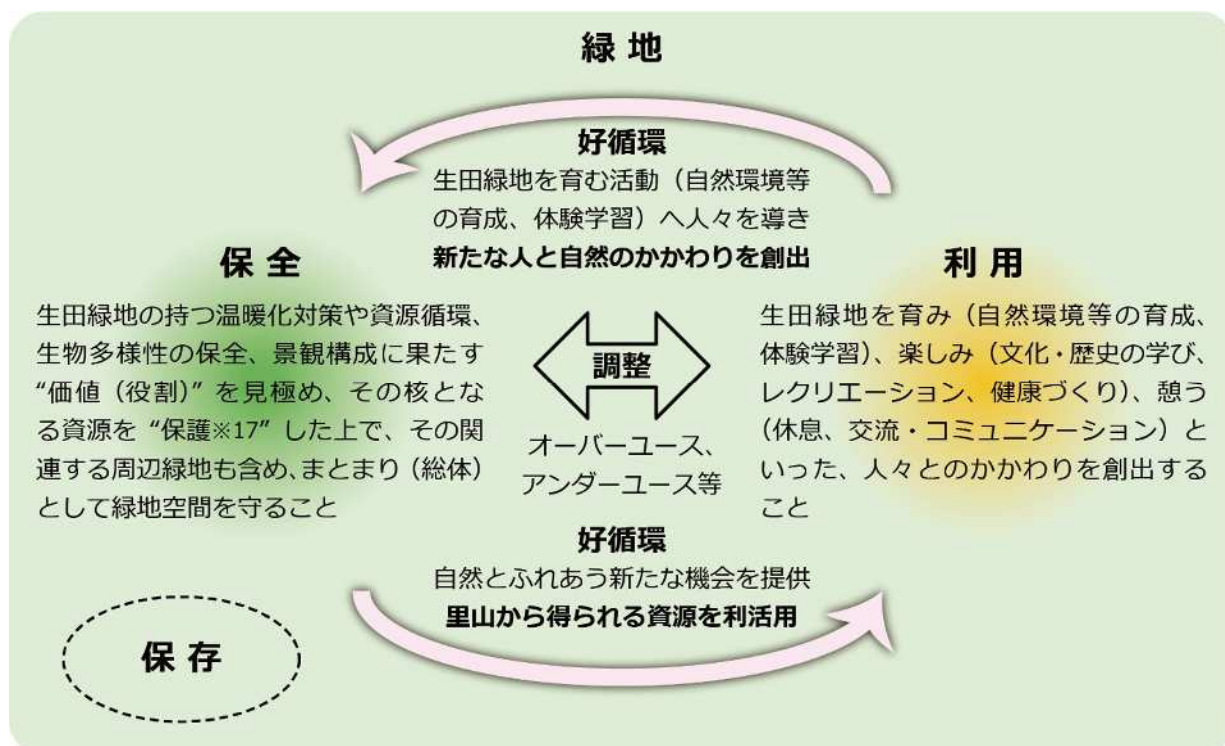 緑 地
好循環
生田緑地を育む活動（自然環境等
の育成、体験学習）へ人々を導き
新たな人と自然のかかわりを創出
保 全
生田緑地の持つ温暖化対策や資源循環、
生物多様性の保全、景観構成に果たす
“価値（役割）”を見極め、その核とな
る資源を“保護※17”した上で、その関
連する周辺緑地も含め、まとまり（総体）
として緑地空間を守ること
調整
オーバーユース、
アンダーユース等
利 用
生田緑地を育み（自然環境等の育成、
体験学習）、楽しみ（文化・歴史の学び、
レクリエーション、健康づくり）、憩う
（休息、交流・コミュニケーション）と
いった、人々とのかかわりを創出する
こと
好循環
自然とふれあう新たな機会を提供
里山から得られる資源を利活用
保 存